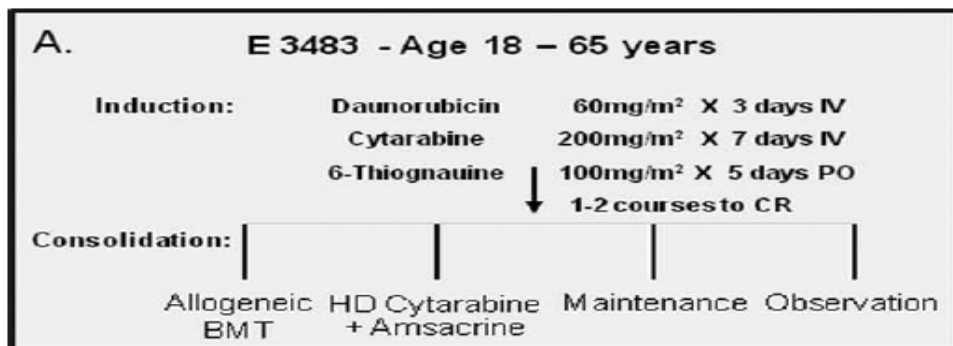 A. E 3483 - Age 18 – 65 years
Induction: Daunorubicin 60mg/m² X 3 days IV
Cytarabine 200mg/m² X 7 days IV
6-Thiognauine 100mg/m² X 5 days PO
1-2 courses to CR
Consolidation:
Allogeneic HD Cytarabine Maintenance Observation
BMT + Amsacrine